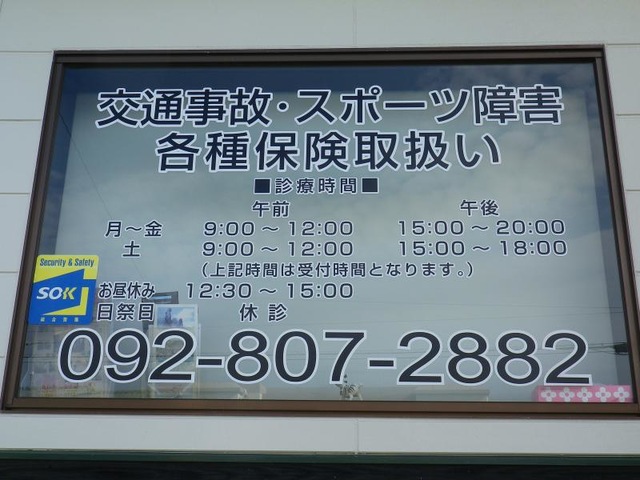 交通事故・スポーツ障害
各種保険取扱い
■診療時間■
午前 午後
月～金 9:00～12:00 15:00～20:00
土 9:00～12:00 15:00～18:00
(上記時間は受付時間となります。)
Security & Safety
SOK
お昼休み 12:30～15:00
日祭日 休診
092-807-2882